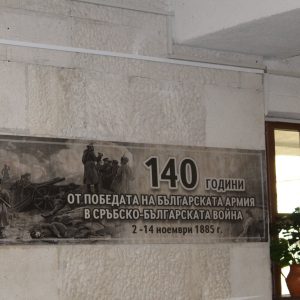 140 ГОДИНИ
ОТ ПОБЕДАТА НА БЪЛГАРСКАТА АРМИЯ
В СРЪБСКО-БЪЛГАРСКАТА ВОЙНА
2 -14 ноември 1885 г.